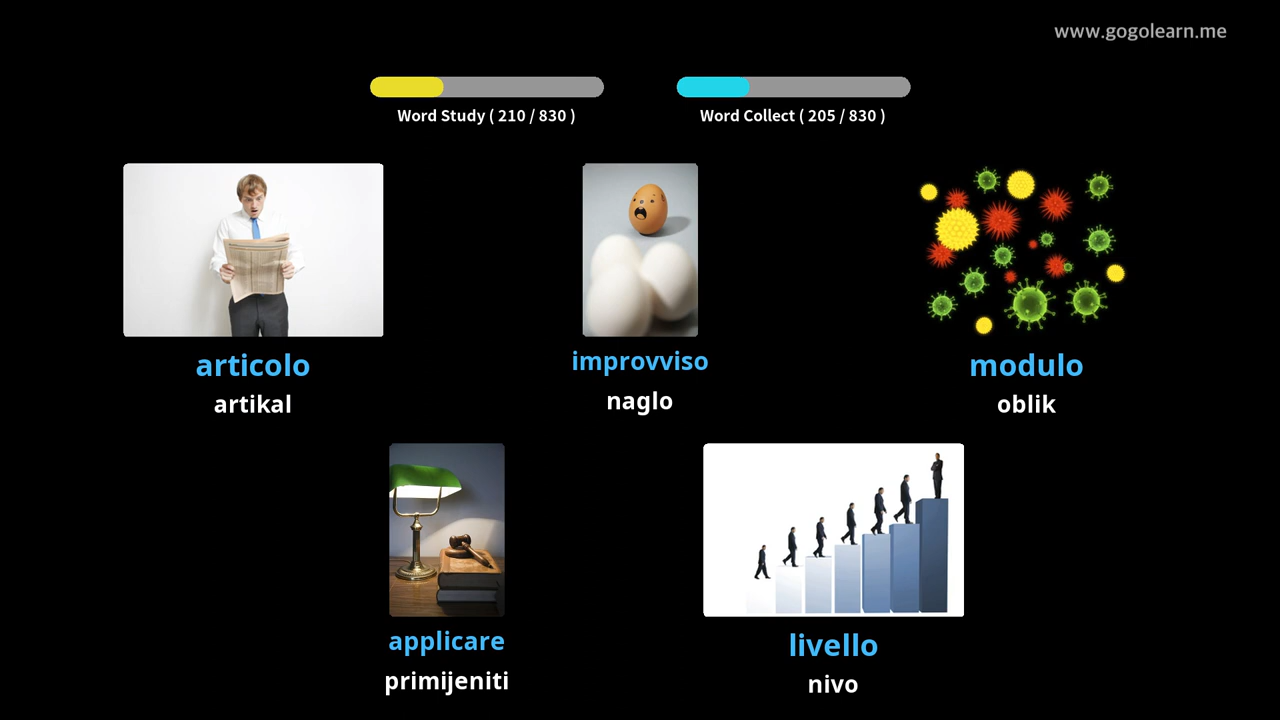 www.gogolearn.me
Word Study ( 210 / 830 )
Word Collect ( 205 / 830 )
articolo
artikal
improvviso
naglo
modulo
oblik
applicare
primijeniti
livello
nivo